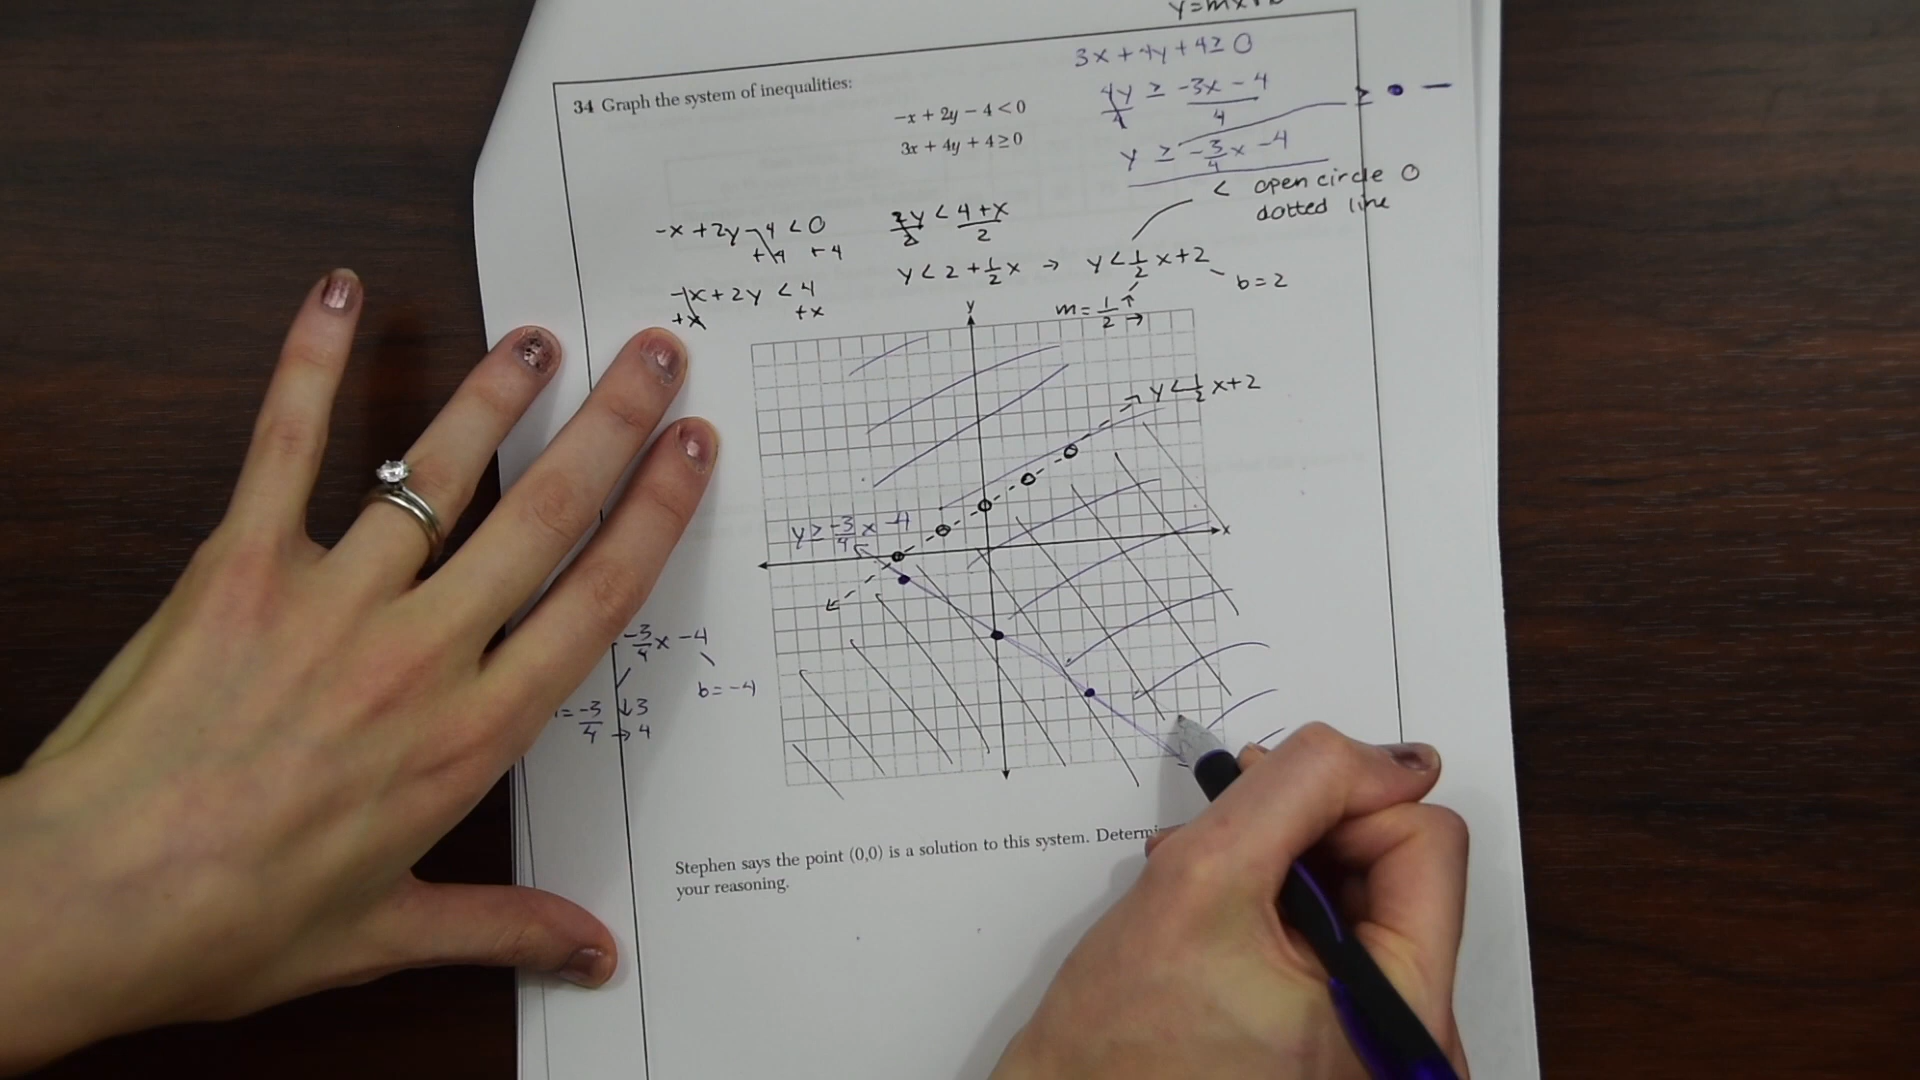 y=mx+b
34 Graph the system of inequalities:
-x + 2y - 4 < 0
3x + 4y + 4 ≥ 0
3x + 4y + 4 ≥ 0
4y ≥ -3x - 4
4 4
y ≥ -3/4 x - 4
≥ • —
< open circle O
dotted line
-x + 2y - 4 < 0
+4 +4
-x + 2y < 4
+x +x
2y < 4 + x
2 2
y < 2 + 1/2 x → y < 1/2 x + 2
b = 2
m = 1/2 ↑ →
y
y < 1/2 x + 2
y ≥ -3/4 x - 4
x
-3/4 x - 4
b = -4
= -3/4 ↓ 3 → 4
Stephen says the point (0,0) is a solution to this system.
your reasoning.